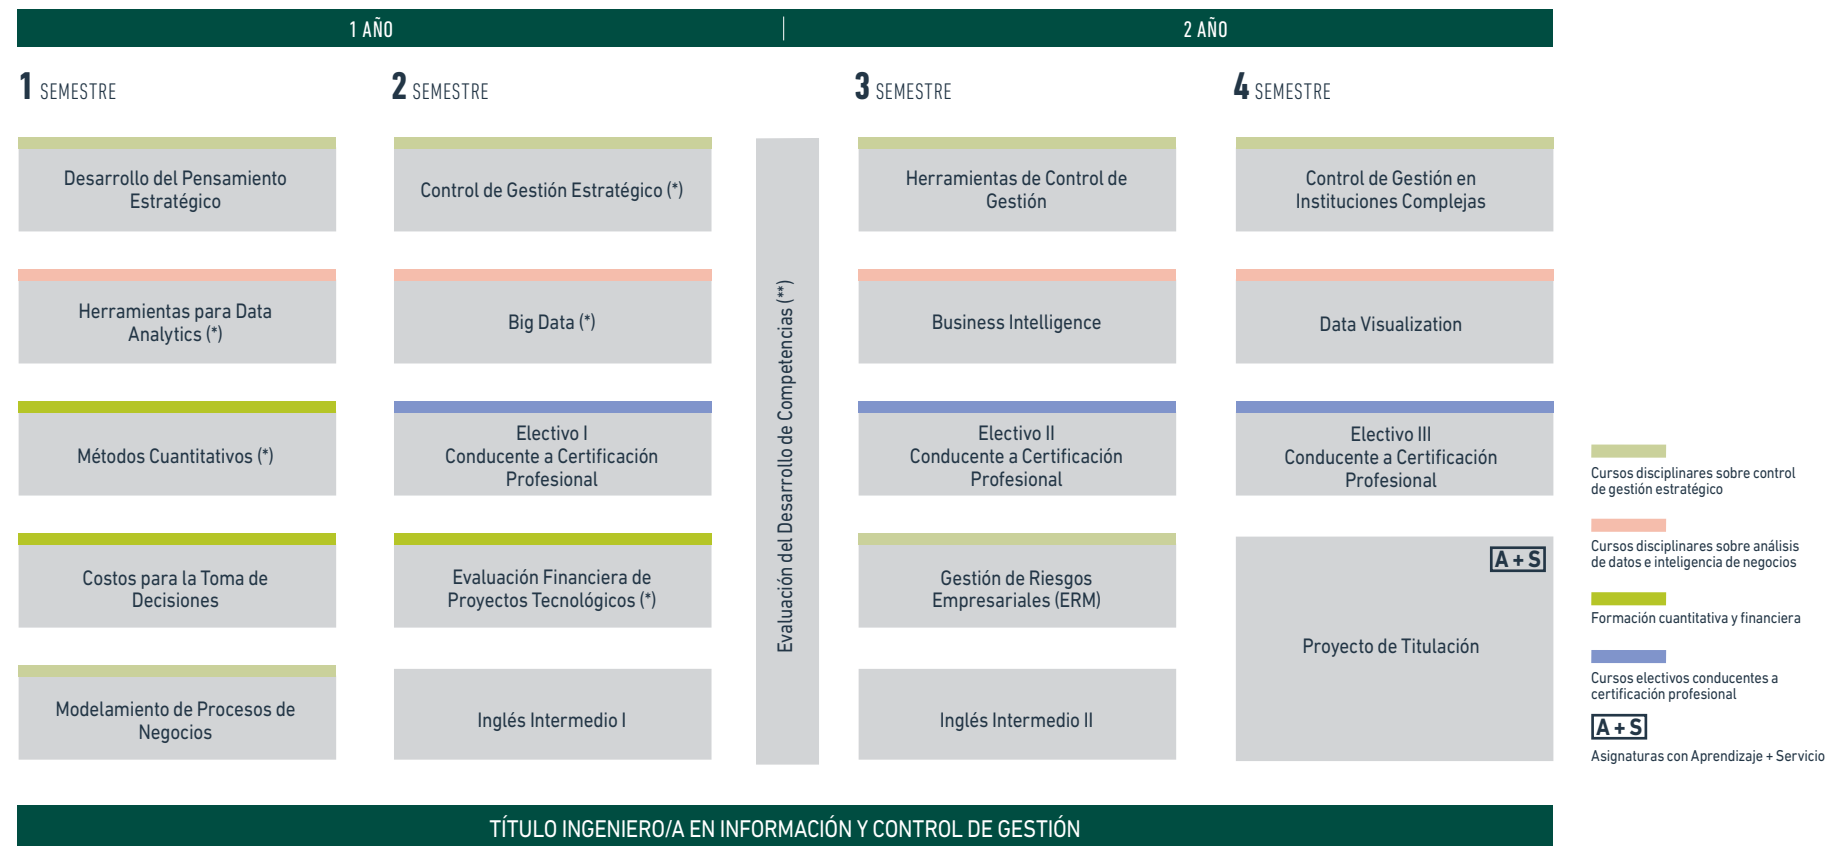 1 AÑO
2 AÑO
1 SEMESTRE
2 SEMESTRE
3 SEMESTRE
4 SEMESTRE
Desarrollo del Pensamiento
Estratégico
Herramientas para Data
Analytics (*)
Métodos Cuantitativos (*)
Costos para la Toma de
Decisiones
Modelamiento de Procesos de
Negocios
Control de Gestión Estratégico (*)
Big Data (*)
Electivo I
Conducente a Certificación
Profesional
Evaluación Financiera de
Proyectos Tecnológicos (*)
Inglés Intermedio I
Evaluación del Desarrollo de Competencias (**)
Herramientas de Control de
Gestión
Business Intelligence
Electivo II
Conducente a Certificación
Profesional
Gestión de Riesgos
Empresariales (ERM)
Inglés Intermedio II
Control de Gestión en
Instituciones Complejas
Data Visualization
Electivo III
Conducente a Certificación
Profesional
A + S
Proyecto de Titulación
Cursos disciplinares sobre control
de gestión estratégico
Cursos disciplinares sobre análisis
de datos e inteligencia de negocios
Formación cuantitativa y financiera
Cursos electivos conducentes a
certificación profesional
A + S
Asignaturas con Aprendizaje + Servicio
TÍTULO INGENIERO/A EN INFORMACIÓN Y CONTROL DE GESTIÓN